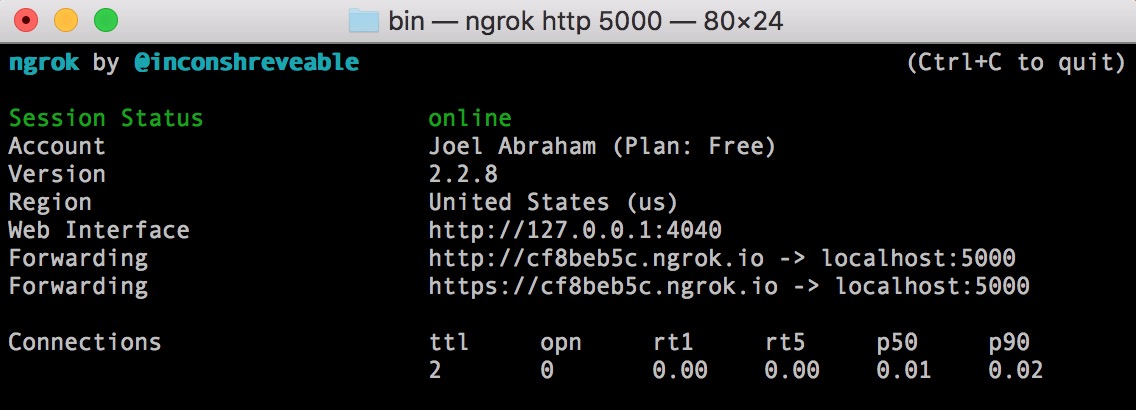 bin — ngrok http 5000 — 80×24
ngrok by @inconshreveable (Ctrl+C to quit)
Session Status online
Account Joel Abraham (Plan: Free)
Version 2.2.8
Region United States (us)
Web Interface http://127.0.0.1:4040
Forwarding http://cf8beb5c.ngrok.io -> localhost:5000
Forwarding https://cf8beb5c.ngrok.io -> localhost:5000
Connections ttl opn rt1 rt5 p50 p90
2 0 0.00 0.00 0.01 0.02